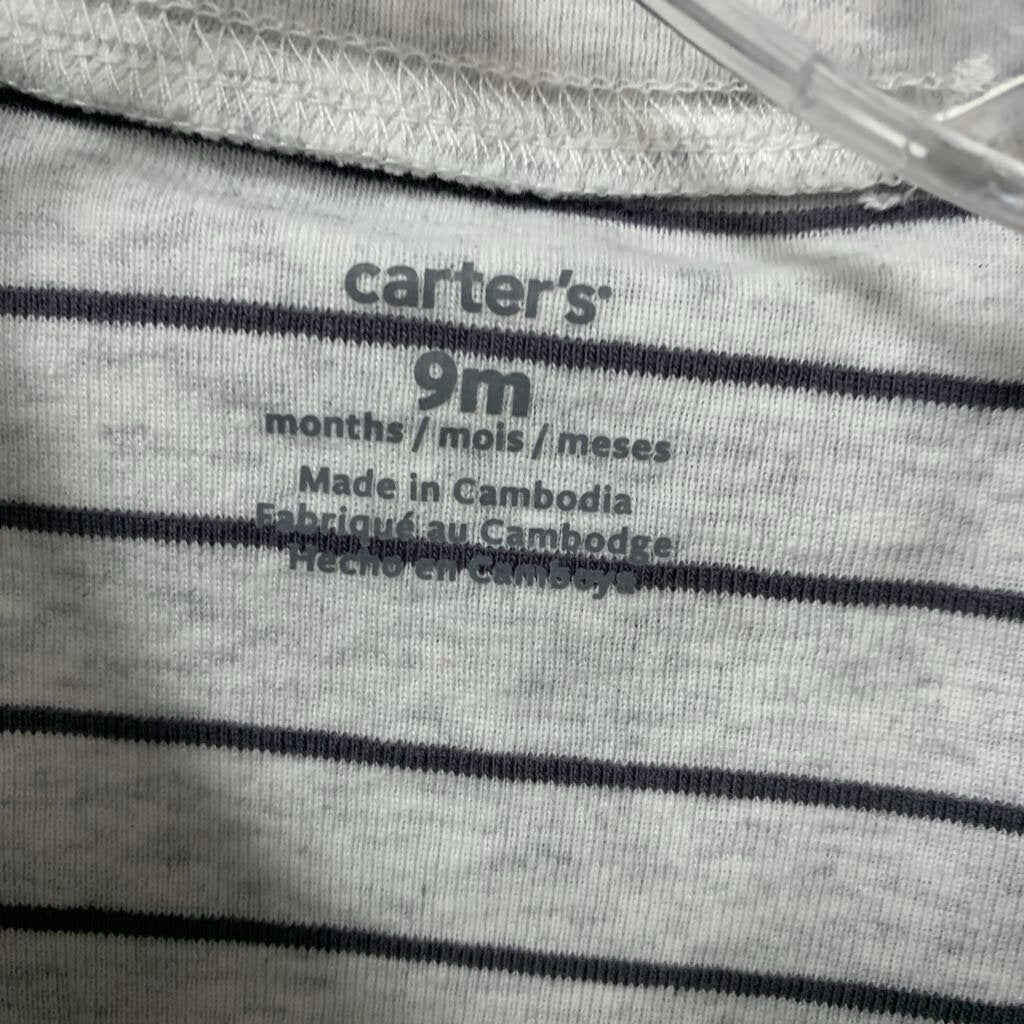 carter's
9m
months / mois / meses
Made in Cambodia
Fabriqué au Cambodge
Hecho en Camboya